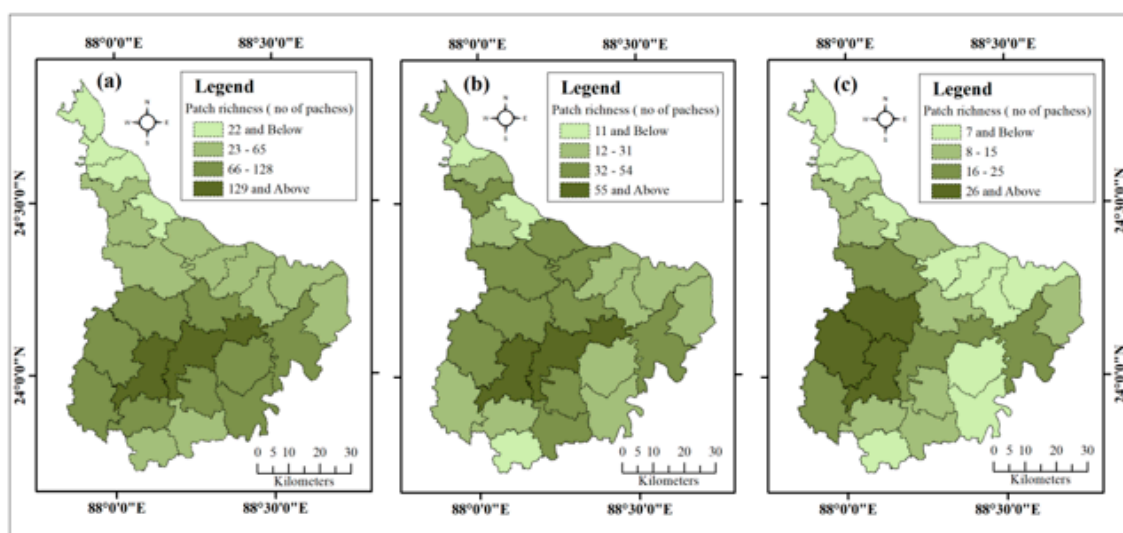 88°0'0"E 88°30'0"E 88°0'0"E 88°30'0"E 88°0'0"E 88°30'0"E
(a)
Legend
Patch richness ( no of pachess)
22 and Below
23 - 65
66 - 128
129 and Above
N
W E
S
0 5 10 20 30
Kilometers
(b)
Legend
Patch richness ( no of pachess)
11 and Below
12 - 31
32 - 54
55 and Above
N
W E
S
0 5 10 20 30
Kilometers
(c)
Legend
Patch richness (no of pachess)
7 and Below
8 - 15
16 - 25
26 and Above
N
W E
S
0 5 10 20 30
Kilometers
24°30'0"N 24°30'0"N
24°0'0"N 24°0'0"N
88°0'0"E 88°30'0"E 88°0'0"E 88°30'0"E 88°0'0"E 88°30'0"E